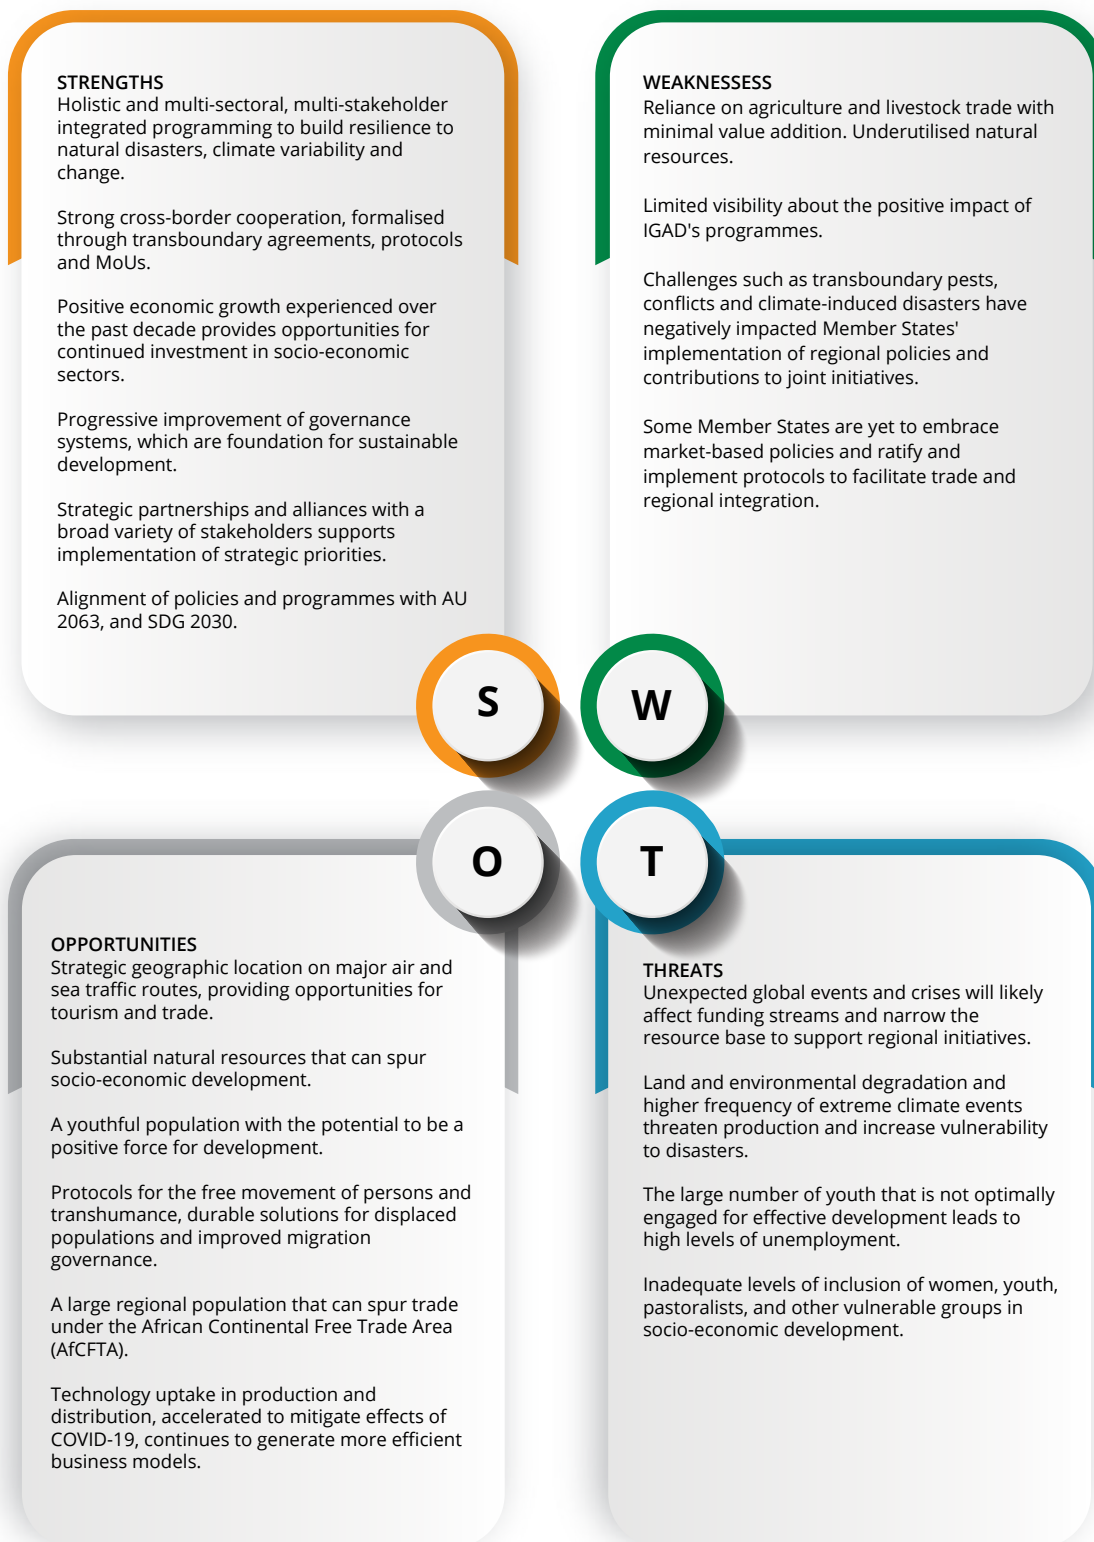 STRENGTHS
Holistic and multi-sectoral, multi-stakeholder
integrated programming to build resilience to
natural disasters, climate variability and
change.
Strong cross-border cooperation, formalised
through transboundary agreements, protocols
and MoUs.
Positive economic growth experienced over
the past decade provides opportunities for
continued investment in socio-economic
sectors.
Progressive improvement of governance
systems, which are foundation for sustainable
development.
Strategic partnerships and alliances with a
broad variety of stakeholders supports
implementation of strategic priorities.
Alignment of policies and programmes with AU
2063, and SDG 2030.
WEAKNESSESS
Reliance on agriculture and livestock trade with
minimal value addition. Underutilised natural
resources.
Limited visibility about the positive impact of
IGAD's programmes.
Challenges such as transboundary pests,
conflicts and climate-induced disasters have
negatively impacted Member States'
implementation of regional policies and
contributions to joint initiatives.
Some Member States are yet to embrace
market-based policies and ratify and
implement protocols to facilitate trade and
regional integration.
S
W
O
T
OPPORTUNITIES
Strategic geographic location on major air and
sea traffic routes, providing opportunities for
tourism and trade.
Substantial natural resources that can spur
socio-economic development.
A youthful population with the potential to be a
positive force for development.
Protocols for the free movement of persons and
transhumance, durable solutions for displaced
populations and improved migration
governance.
A large regional population that can spur trade
under the African Continental Free Trade Area
(AfCFTA).
Technology uptake in production and
distribution, accelerated to mitigate effects of
COVID-19, continues to generate more efficient
business models.
THREATS
Unexpected global events and crises will likely
affect funding streams and narrow the
resource base to support regional initiatives.
Land and environmental degradation and
higher frequency of extreme climate events
threaten production and increase vulnerability
to disasters.
The large number of youth that is not optimally
engaged for effective development leads to
high levels of unemployment.
Inadequate levels of inclusion of women, youth,
pastoralists, and other vulnerable groups in
socio-economic development.